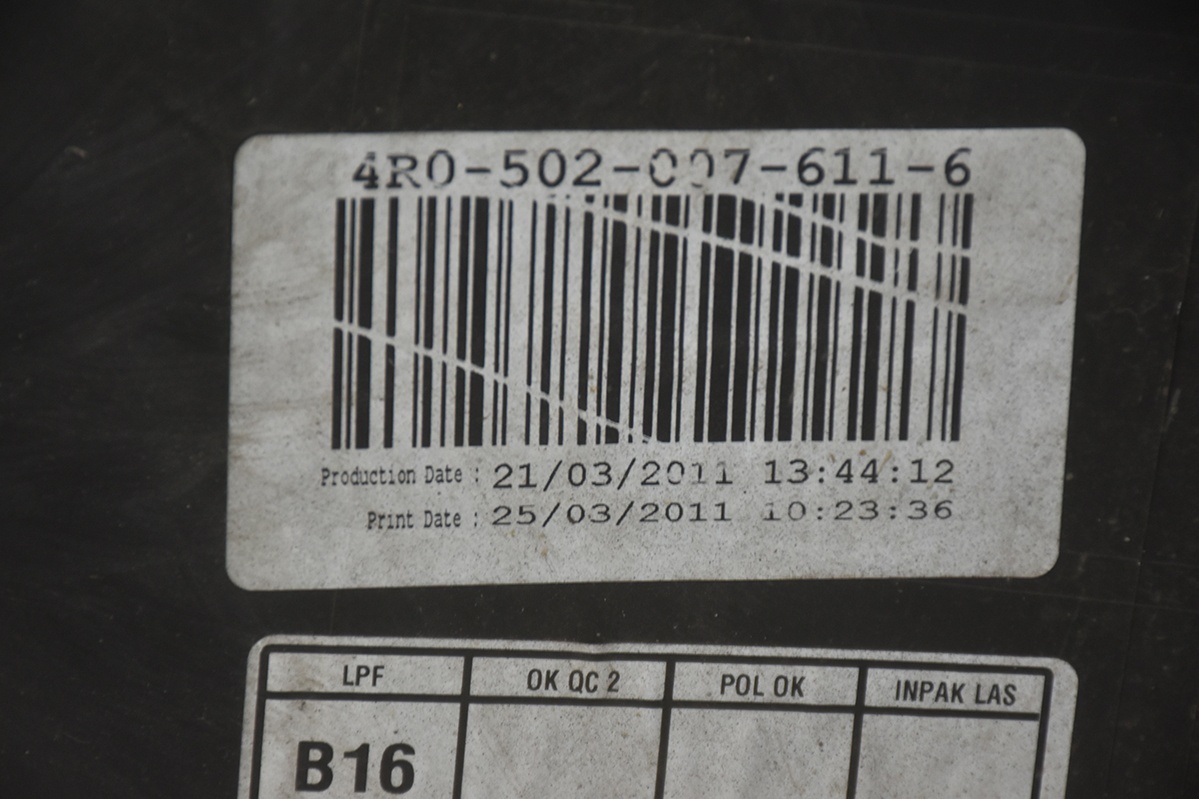 4R0-502-007-611-6
Production Date : 21/03/2011 13:44:12
Print Date : 25/03/2011 10:23:36
LPF OK QC 2 POL OK INPAK LAS
B16